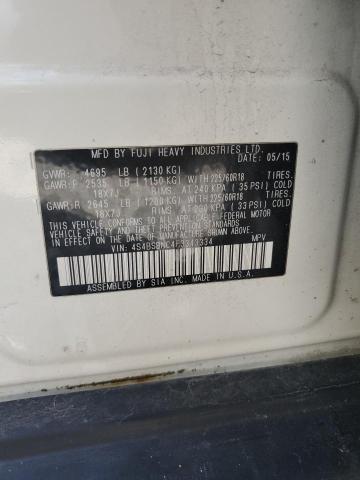 MFD BY FUJI HEAVY INDUSTRIES LTD.
DATE: 05/15
GVWR: 4695 LB (2130 KG)
GAWR:F 2535 LB (1150 KG) WITH 225/60R18 TIRES.
18X7J RIMS. AT 240 KPA (35 PSI) COLD
GAWR:R 2645 LB (1200 KG) WITH 225/60R18 TIRES.
18X7J RIMS. AT KPA PSI) COLD
THIS VEHICLE CONFORMS TO ALL APPLICABLE FEDERAL MOTOR
VEHICLE SAFETY, BUMPER, AND THEFT PREVENTION
STANDARDS IN EFFECT ON THE DATE OF
MANUFACTURE SHOWN ABOVE.
VIN: MPV
ASSEMBLED BY SIA INC. MADE IN U.S.A.